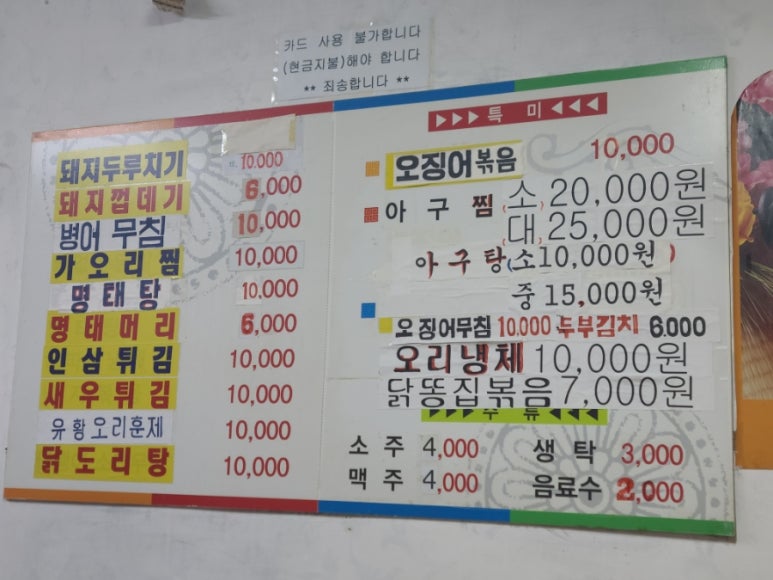 카드 사용 불가합니다
(현금지불)해야 합니다
** 죄송합니다 **
돼지두루치기 10.000
돼지껍데기 6,000
병어 무침 10,000
가오리찜 10,000
명태탕 10,000
명태머리 6,000
인삼튀김 10,000
새우튀김 10,000
유황오리훈제 10,000
닭도리탕 10,000
▶▶▶특 미◀◀◀
오징어볶음 10,000
아구찜(소 20,000원
(대 25,000원
아구탕(소10,000원)
중 15,000원
오징어무침 10.000 두부김치 6.000
오리냉체 10,000원
닭똥집볶음7,000원
▶▶▶주 류◀◀◀
소주 4,000 생탁 3,000
맥주 4,000 음료수 2,000